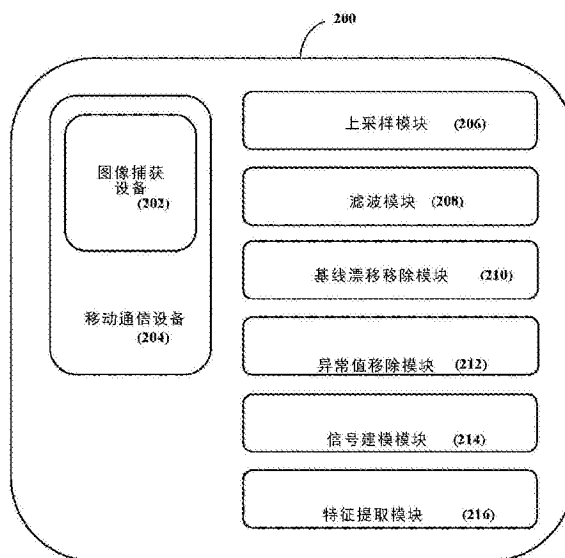 200
图像捕获
设备
(202)
移动通信设备
(204)
上采样模块 (206)
滤波模块 (208)
基线漂移移除模块 (210)
异常值移除模块 (212)
信号建模模块 (214)
特征提取模块 (216)